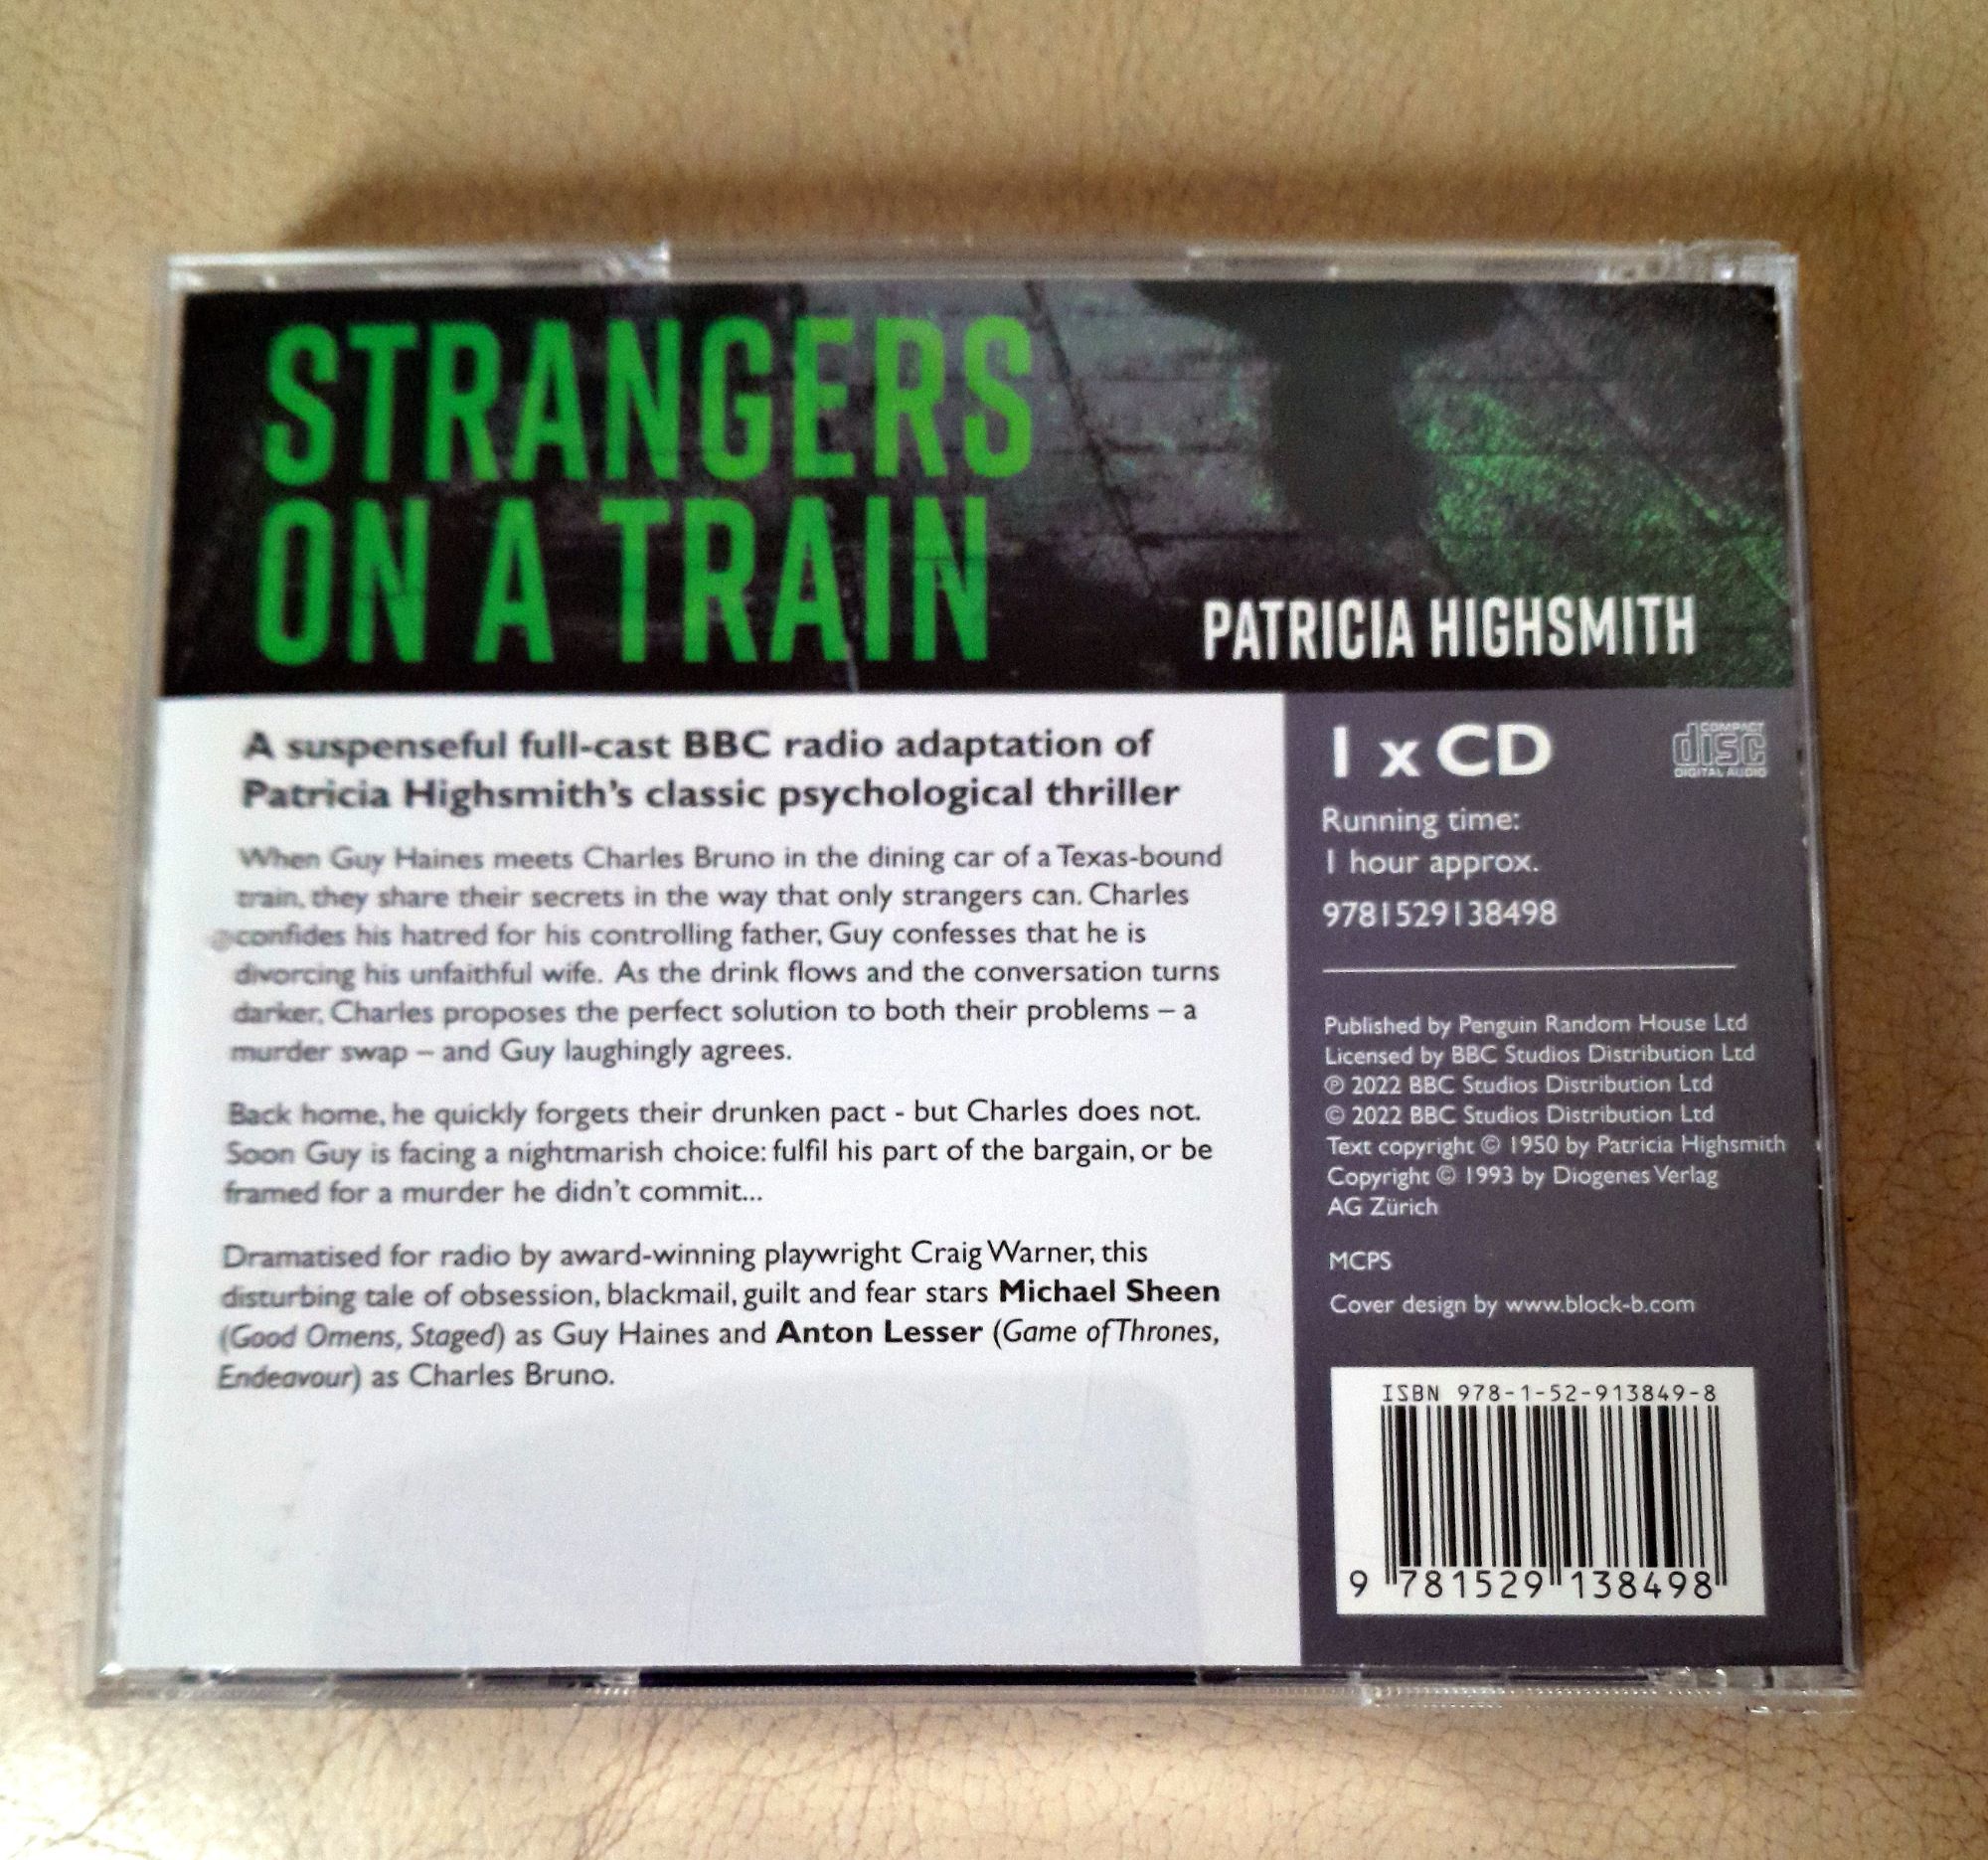 STRANGERS
ON A TRAIN
PATRICIA HIGHSMITH
A suspenseful full-cast BBC radio adaptation of
Patricia Highsmith's classic psychological thriller
When Guy Haines meets Charles Bruno in the dining car of a Texas-bound
train, they share their secrets in the way that only strangers can. Charles
confides his hatred for his controlling father, Guy confesses that he is
divorcing his unfaithful wife. As the drink flows and the conversation turns
darker, Charles proposes the perfect solution to both their problems – a
murder swap – and Guy laughingly agrees.
Back home, he quickly forgets their drunken pact - but Charles does not.
Soon Guy is facing a nightmarish choice: fulfil his part of the bargain, or be
framed for a murder he didn't commit...
Dramatised for radio by award-winning playwright Craig Warner, this
disturbing tale of obsession, blackmail, guilt and fear stars Michael Sheen
(Good Omens, Staged) as Guy Haines and Anton Lesser (Game of Thrones,
Endeavour) as Charles Bruno.
1 x CD
COMPACT
disc
DIGITAL AUDIO
Running time:
1 hour approx.
9781529138498
Published by Penguin Random House Ltd
Licensed by BBC Studios Distribution Ltd
℗ 2022 BBC Studios Distribution Ltd
© 2022 BBC Studios Distribution Ltd
Text copyright © 1950 by Patricia Highsmith
Copyright © 1993 by Diogenes Verlag
AG Zürich
MCPS
Cover design by www.block-b.com
ISBN 978-1-52-913849-8
9 781529 138498